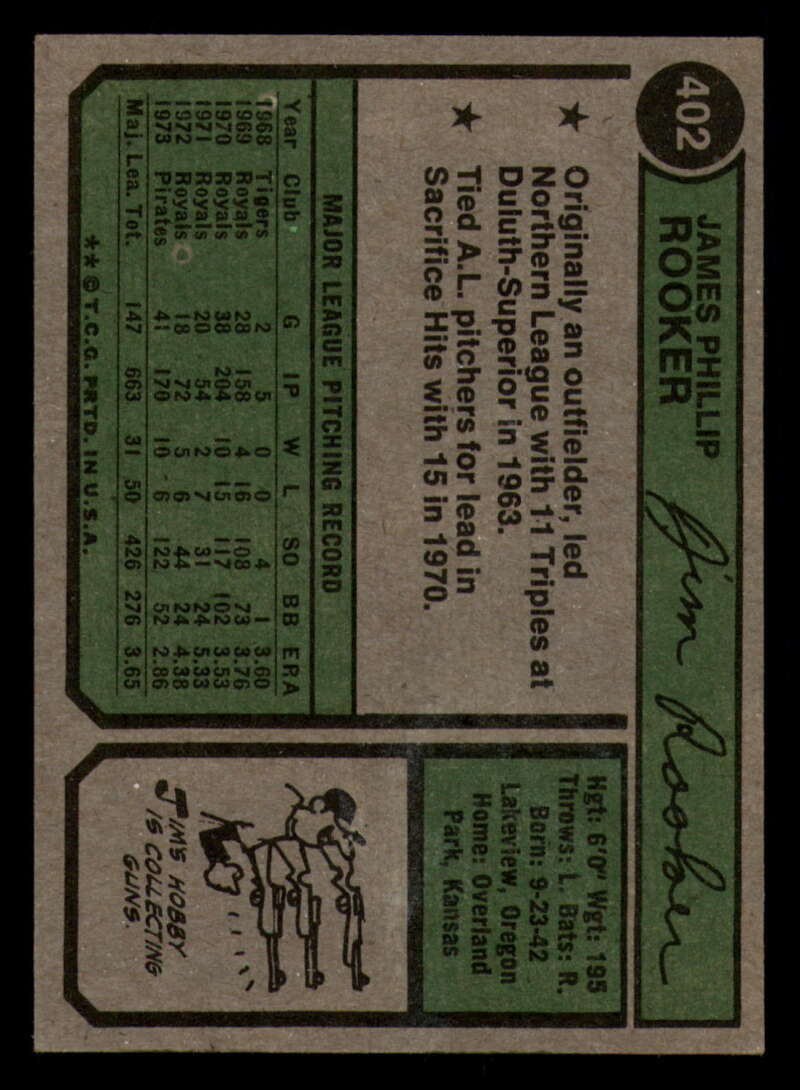 402
JAMES PHILLIP
ROOKER
Jim Rooker
★ Originally an outfielder, led
Northern League with 11 Triples at
Duluth-Superior in 1963.
★ Tied A.L. pitchers for lead in
Sacrifice Hits with 15 in 1970.
MAJOR LEAGUE PITCHING RECORD
Year Club G IP W L SO BB ERA
1968 Tigers 2 5 0 0 4 1 3.60
1969 Royals 28 158 4 16 108 73 3.76
1970 Royals 38 204 10 15 117 102 3.53
1971 Royals 20 54 2 7 31 24 5.33
1972 Royals 18 72 5 6 44 24 4.38
1973 Pirates 41 170 10 6 122 52 2.86
Maj. Lea. Tot. 147 663 31 50 426 276 3.65
**©T.C.G. PRTD. IN U.S.A.
Hgt: 6'0" Wgt: 195
Throws: L. Bats: R.
Born: 9-23-42
Lakeview, Oregon
Home: Overland
Park, Kansas
JIM'S HOBBY
IS COLLECTING
GUNS.